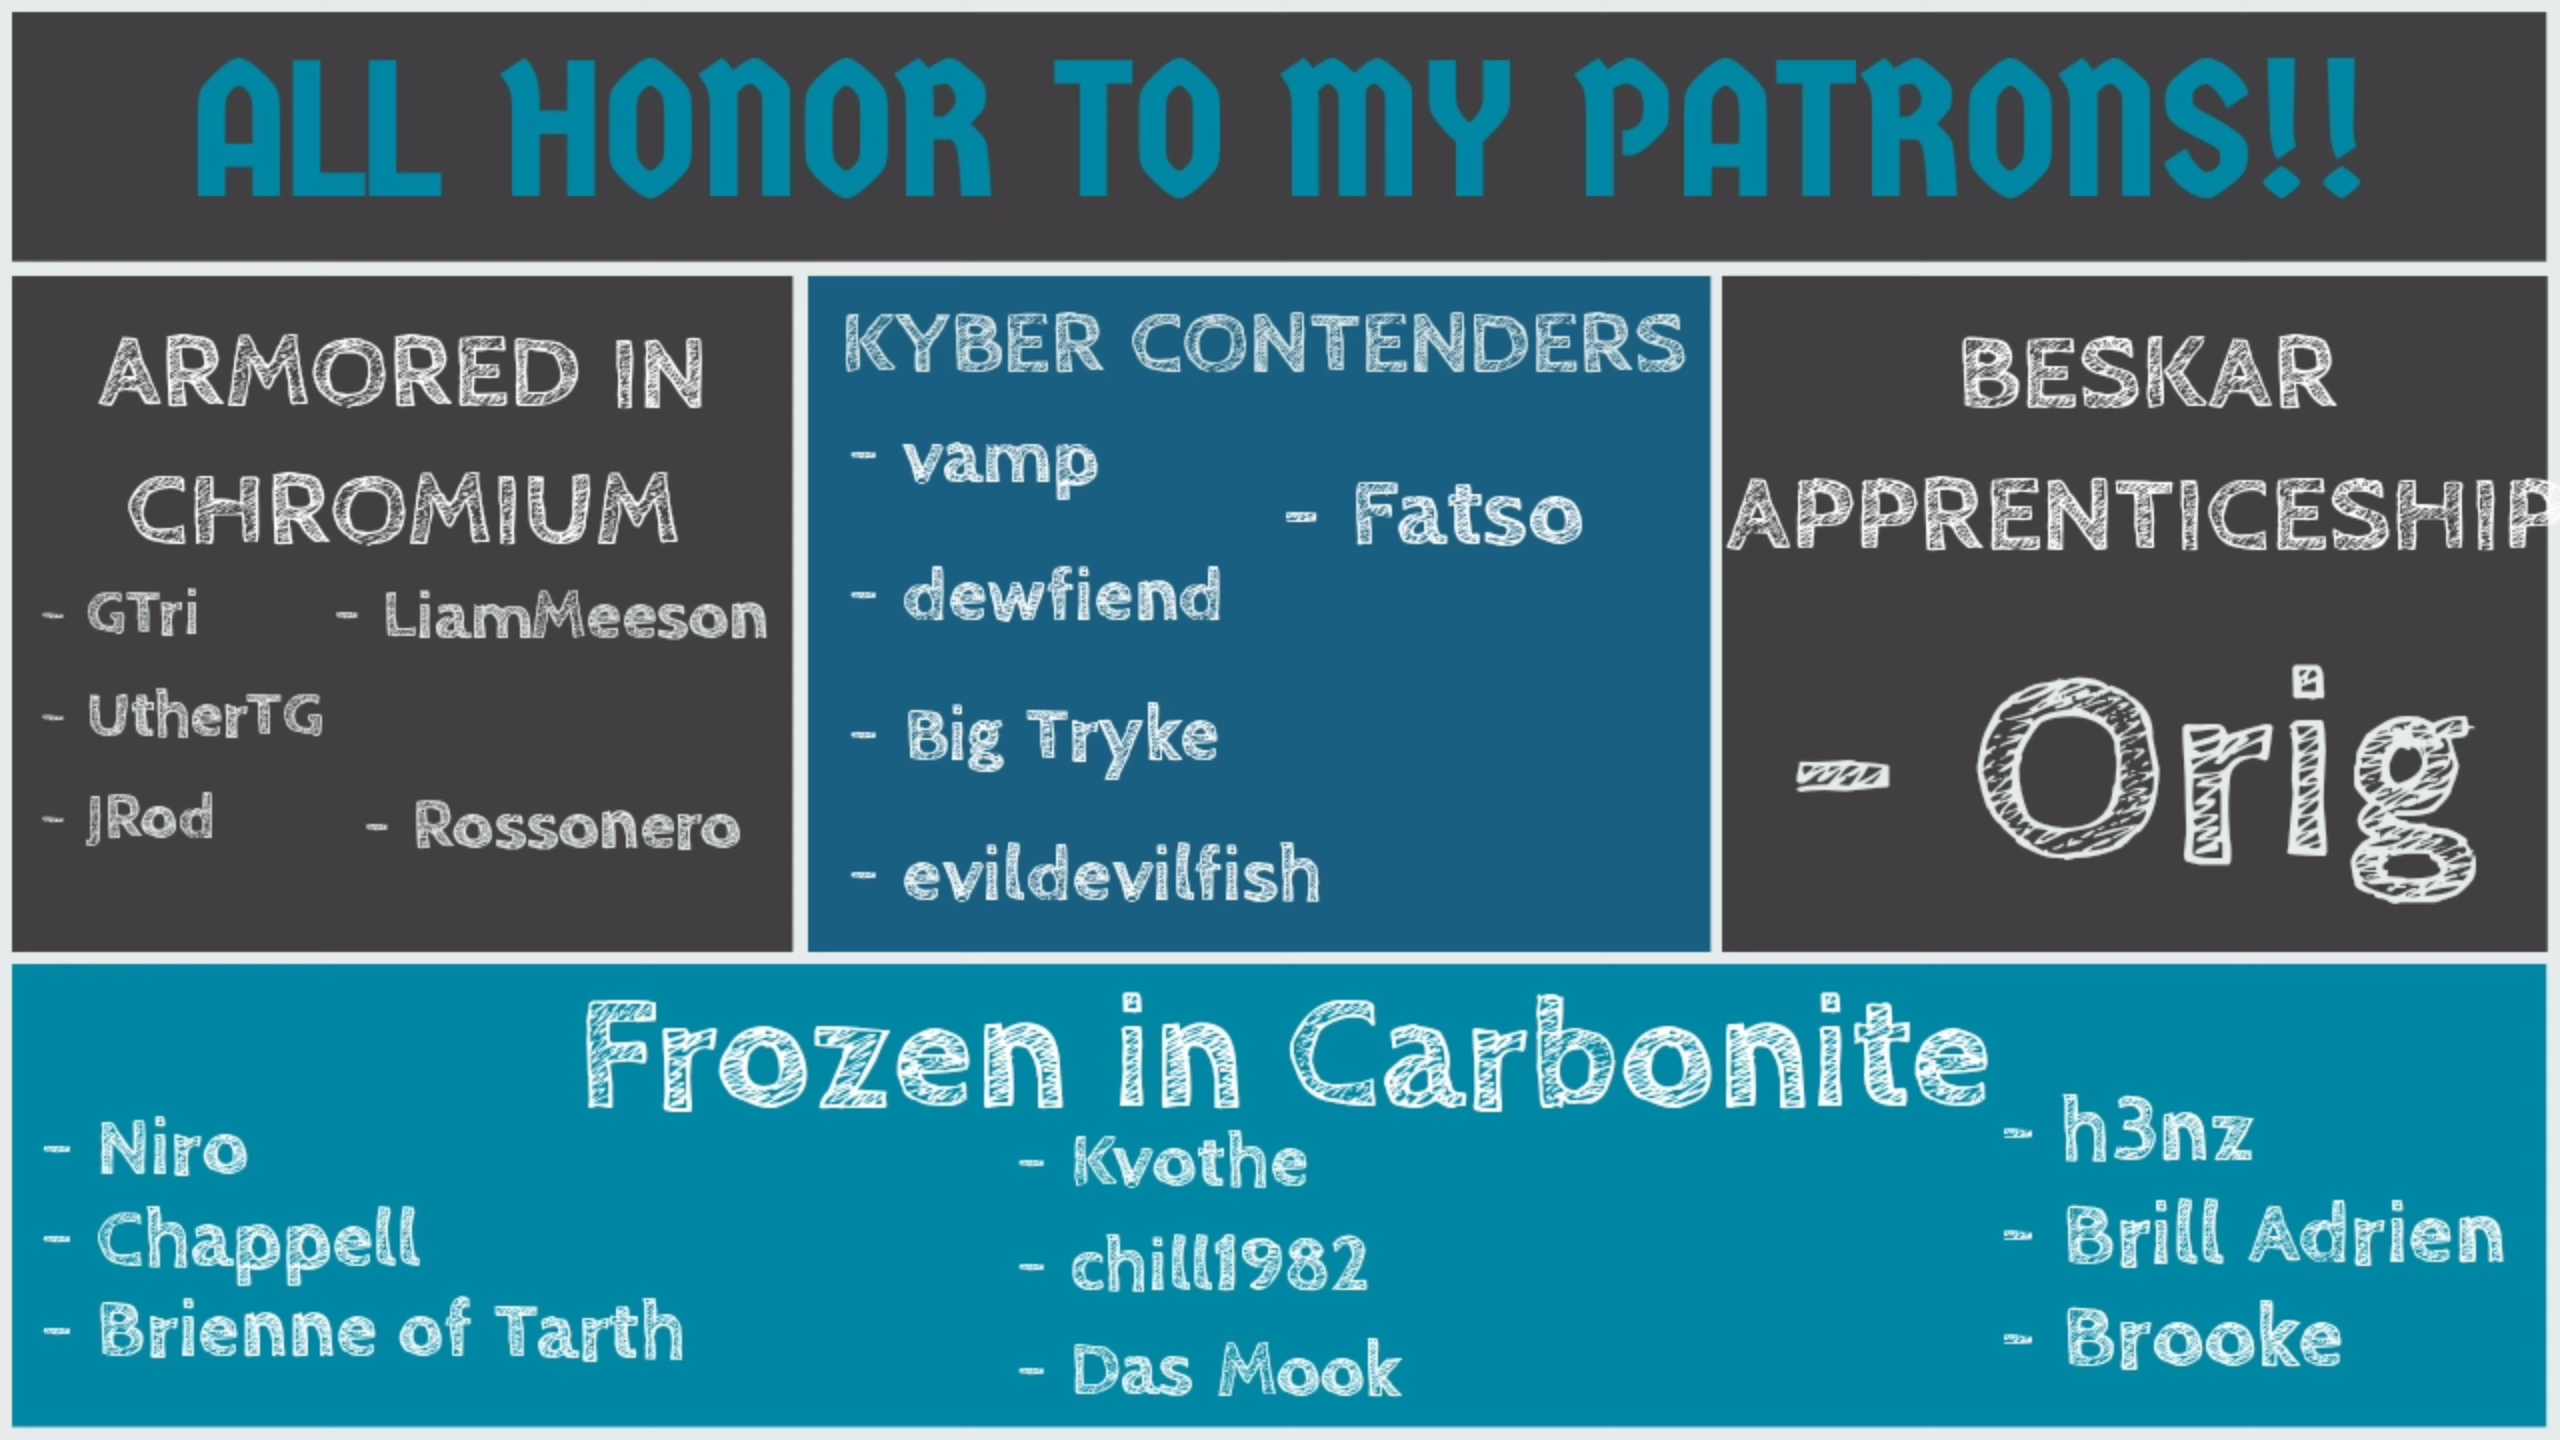 ALL HONOR TO MY PATRONS!!
ARMORED IN
CHROMIUM
- GTri
- LiamMeeson
- UtherTG
- JRod
- Rossonero
KYBER CONTENDERS
- vamp
- Fatso
- dewfiend
- Big Tryke
- evildevilfish
BESKAR
APPRENTICESHIP
- Orig
Frozen in Carbonite
- Niro
- Chappell
- Brienne of Tarth
- Kvothe
- chill1982
- Das Mook
- h3nz
- Brill Adrien
- Brooke